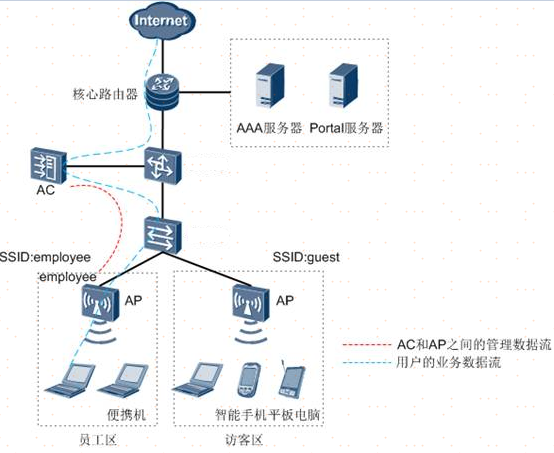 Internet
核心路由器
AAA服务器 Portal服务器
AC
SSID:employee
employee
SSID:guest
AP
AP
AC和AP之间的管理数据流
用户的业务数据流
便携机
智能手机平板电脑
员工区
访客区